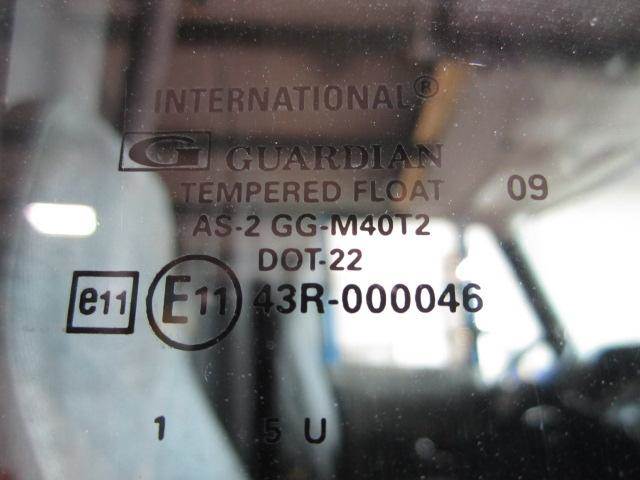 INTERNATIONAL®
G GUARDIAN
TEMPERED FLOAT 09
AS-2 GG-M40T2
DOT-22
e11 E11 43R-000046
1 5 U